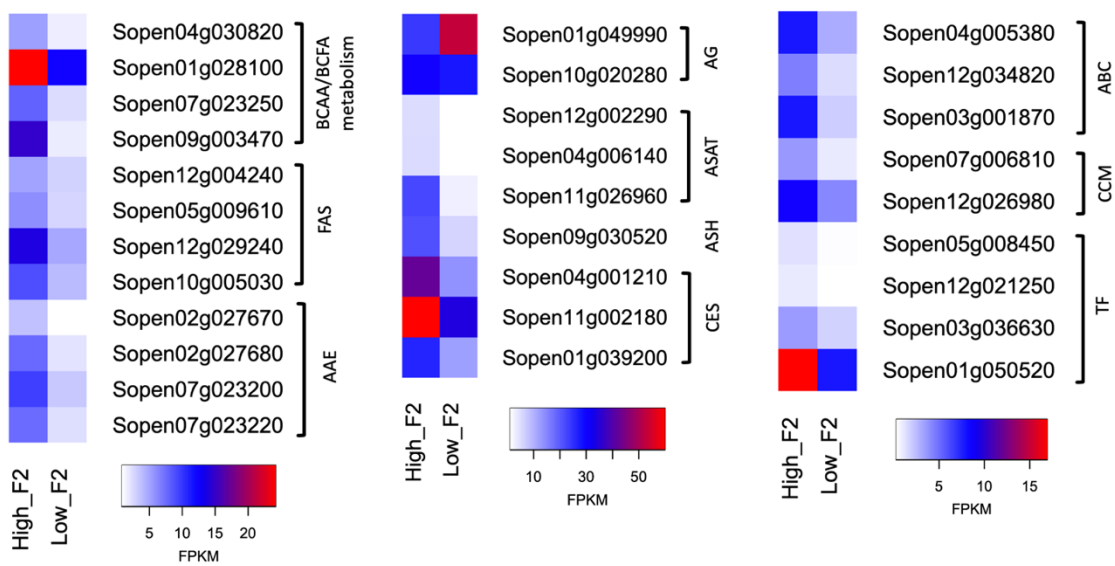 Sopen04g030820
Sopen01g028100
Sopen07g023250
Sopen09g003470
BCAA/BCFA
metabolism
Sopen12g004240
Sopen05g009610
Sopen12g029240
Sopen10g005030
FAS
Sopen02g027670
Sopen02g027680
Sopen07g023200
Sopen07g023220
AAE
High_F2
Low_F2
5 10 15 20
FPKM
Sopen01g049990
Sopen10g020280
AG
Sopen12g002290
Sopen04g006140
Sopen11g026960
ASAT
Sopen09g030520
ASH
Sopen04g001210
Sopen11g002180
Sopen01g039200
CES
High_F2
Low_F2
10 30 50
FPKM
Sopen04g005380
Sopen12g034820
Sopen03g001870
ABC
Sopen07g006810
Sopen12g026980
CCM
Sopen05g008450
Sopen12g021250
Sopen03g036630
Sopen01g050520
TF
High_F2
Low_F2
5 10 15
FPKM